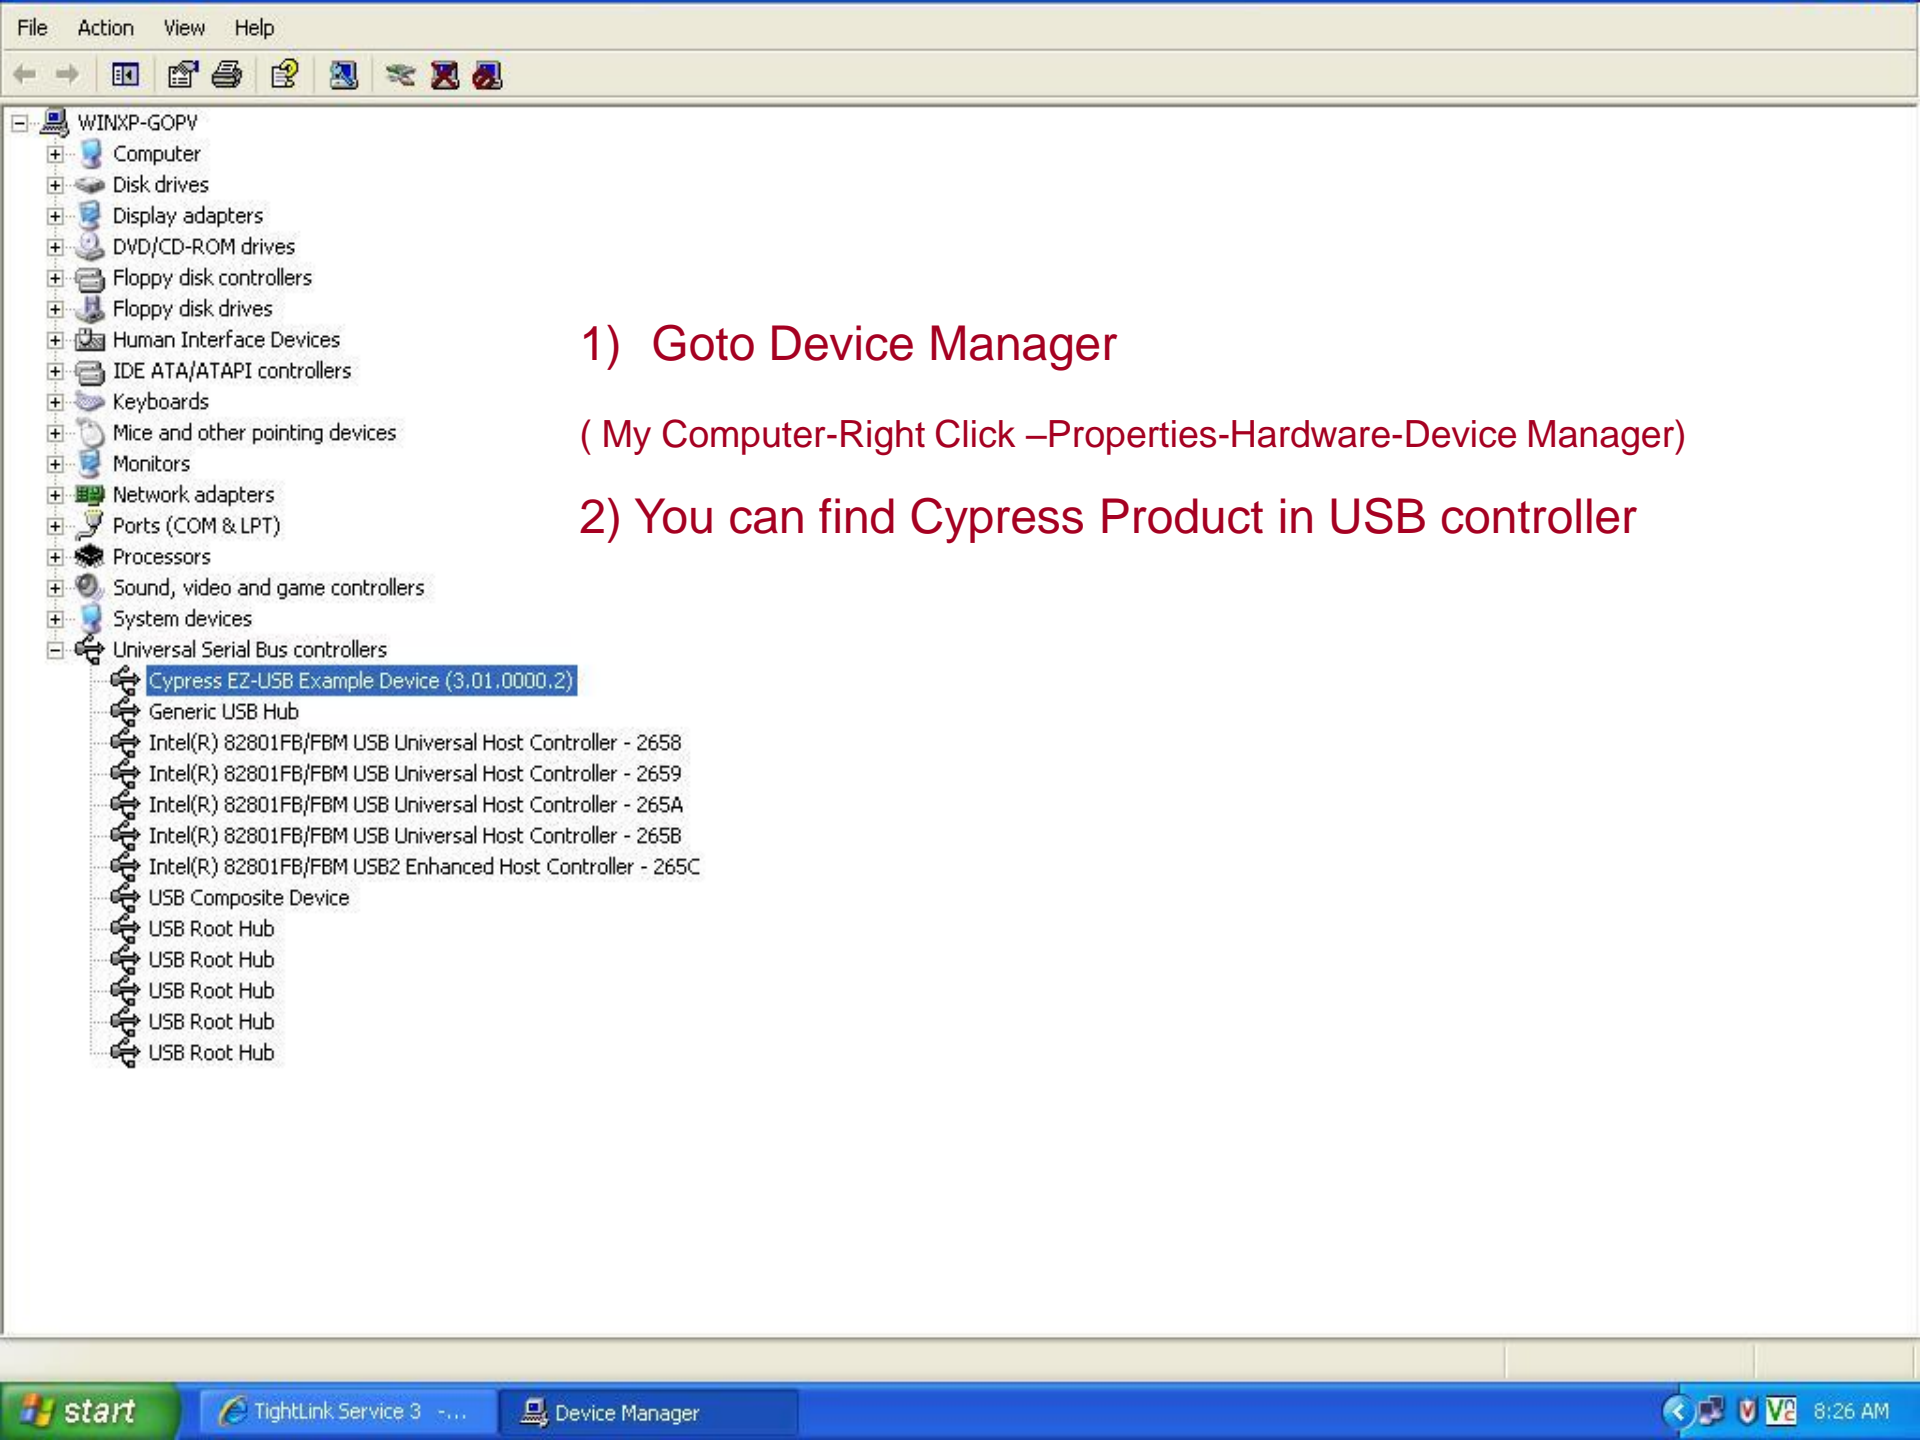 File Action View Help
WINXP-GOPV
Computer
Disk drives
Display adapters
DVD/CD-ROM drives
Floppy disk controllers
Floppy disk drives
Human Interface Devices
IDE ATA/ATAPI controllers
Keyboards
Mice and other pointing devices
Monitors
Network adapters
Ports (COM & LPT)
Processors
Sound, video and game controllers
System devices
Universal Serial Bus controllers
Cypress EZ-USB Example Device (3.01.0000.2)
Generic USB Hub
Intel(R) 82801FB/FBM USB Universal Host Controller - 2658
Intel(R) 82801FB/FBM USB Universal Host Controller - 2659
Intel(R) 82801FB/FBM USB Universal Host Controller - 265A
Intel(R) 82801FB/FBM USB Universal Host Controller - 265B
Intel(R) 82801FB/FBM USB2 Enhanced Host Controller - 265C
USB Composite Device
USB Root Hub
USB Root Hub
USB Root Hub
USB Root Hub
USB Root Hub
1) Goto Device Manager
( My Computer-Right Click –Properties-Hardware-Device Manager)
2) You can find Cypress Product in USB controller
start TightLink Service 3 -... Device Manager 8:26 AM